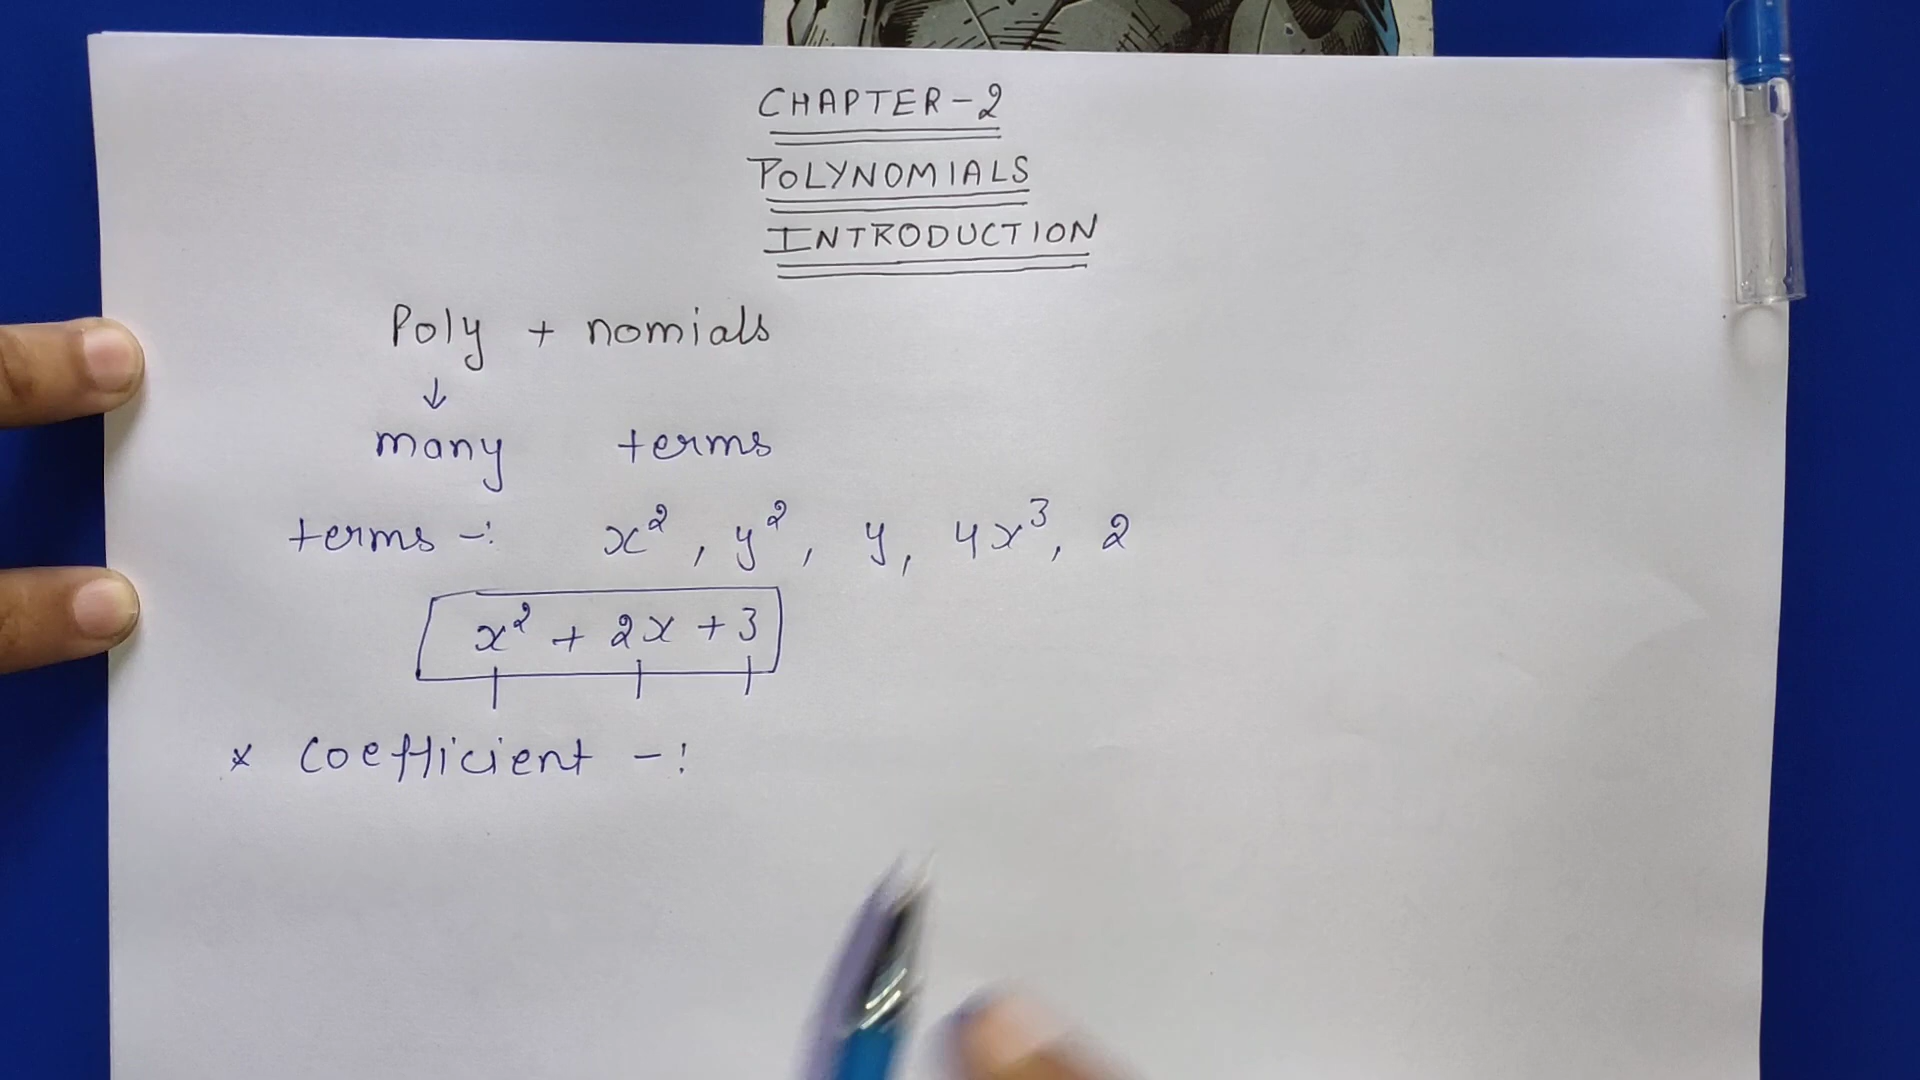 CHAPTER-2
POLYNOMIALS
INTRODUCTION
Poly + nomials
↓
many terms
terms -: x², y², y, 4x³, 2
x² + 2x + 3
* Coefficient -: